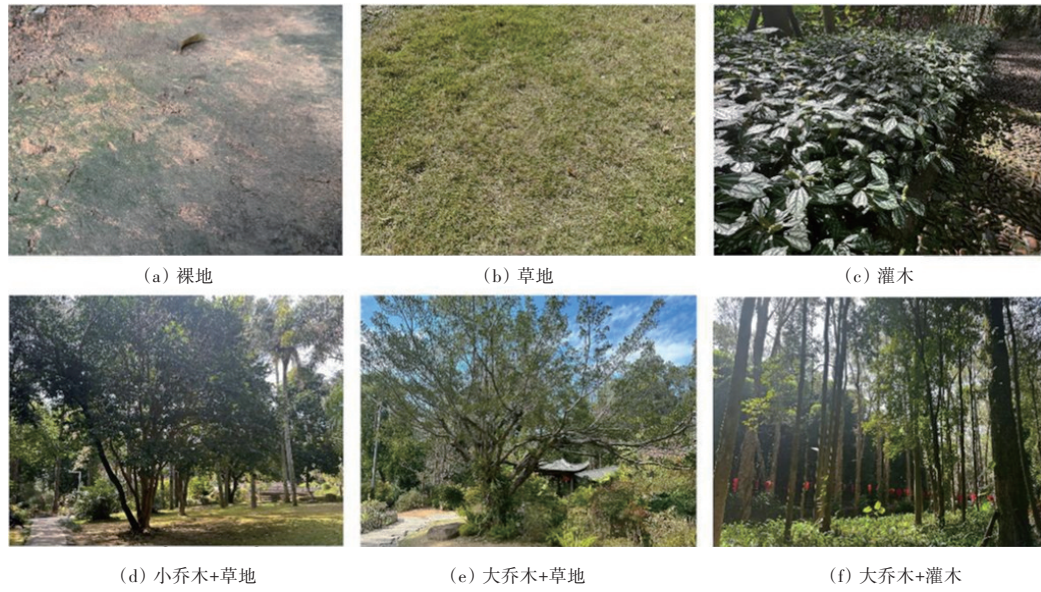 (a) 裸地
(b) 草地
(c) 灌木
(d) 小乔木+草地
(e) 大乔木+草地
(f) 大乔木+灌木